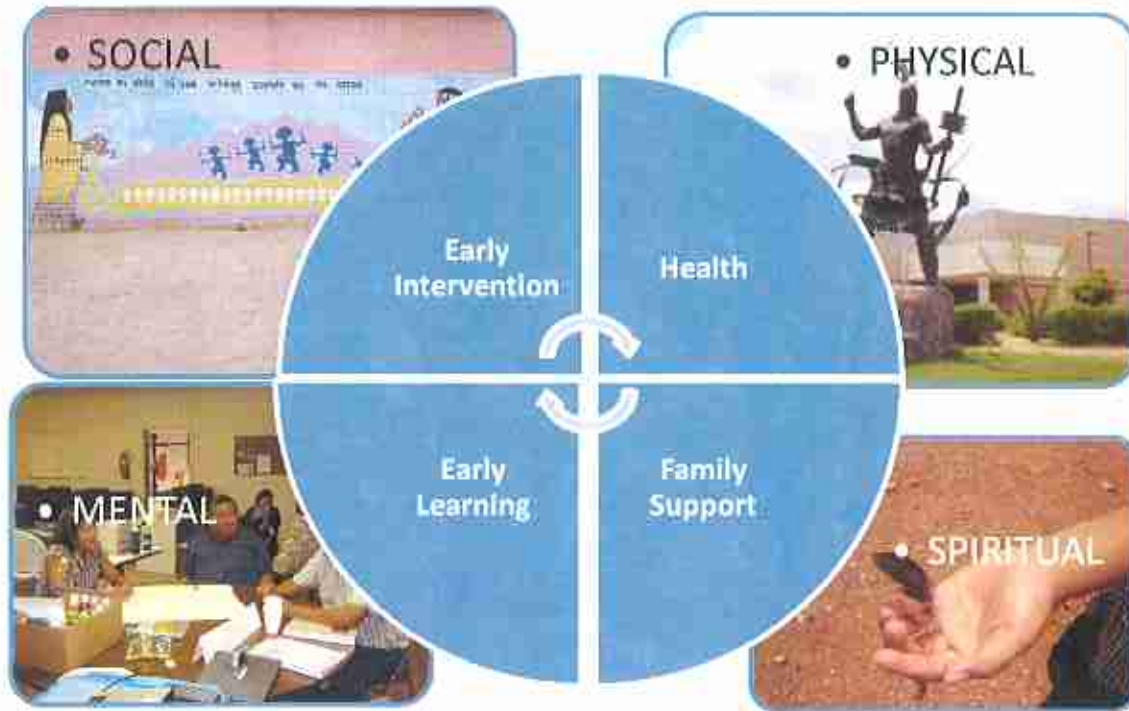 • SOCIAL
• PHYSICAL
Early
Intervention
Health
Early
Learning
Family
Support
• MENTAL
• SPIRITUAL